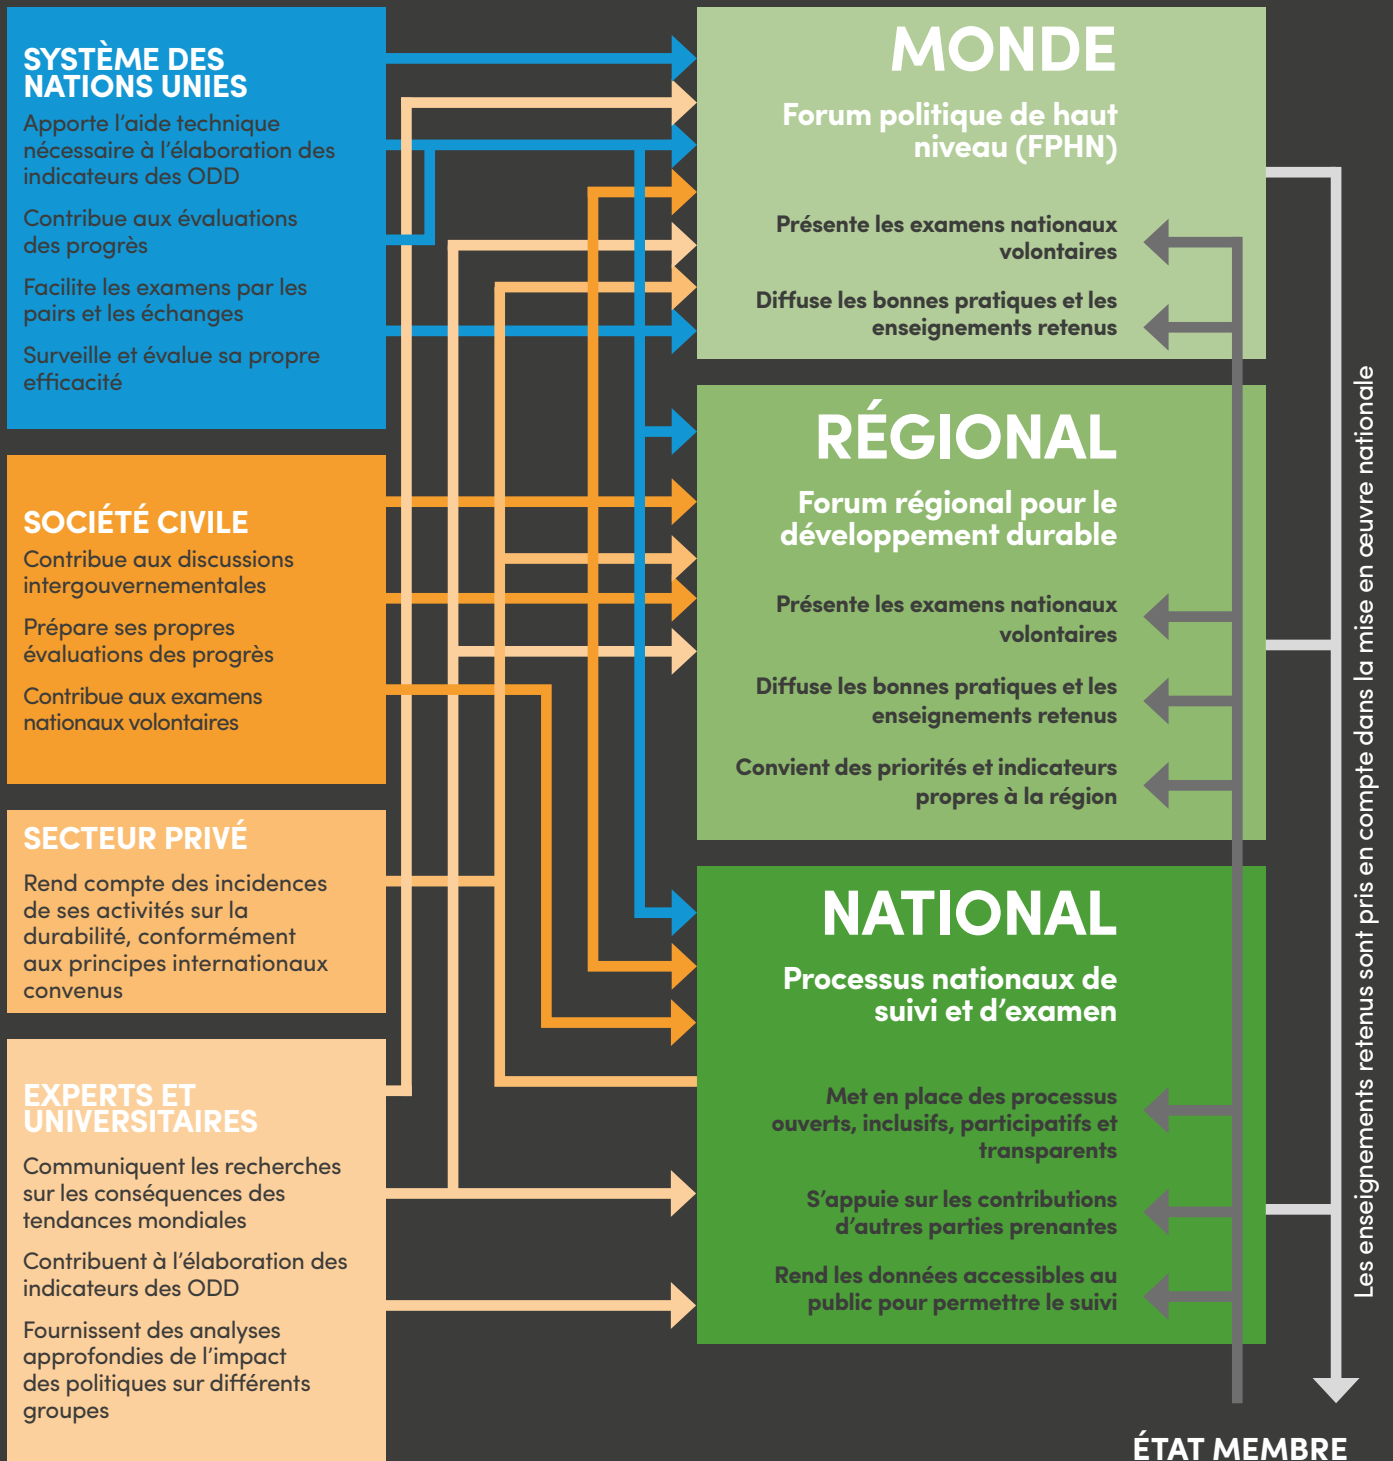 SYSTÈME DES
NATIONS UNIES
Apporte l’aide technique
nécessaire à l’élaboration des
indicateurs des ODD
Contribue aux évaluations
des progrès
Facilite les examens par les
pairs et les échanges
Surveille et évalue sa propre
efficacité
SOCIÉTÉ CIVILE
Contribue aux discussions
intergouvernementales
Prépare ses propres
évaluations des progrès
Contribue aux examens
nationaux volontaires
SECTEUR PRIVÉ
Rend compte des incidences
de ses activités sur la
durabilité, conformément
aux principes internationaux
convenus
EXPERTS ET
UNIVERSITAIRES
Communiquent les recherches
sur les conséquences des
tendances mondiales
Contribuent à l’élaboration des
indicateurs des ODD
Fournissent des analyses
approfondies de l’impact
des politiques sur différents
groupes
MONDE
Forum politique de haut
niveau (FPHN)
Présente les examens nationaux
volontaires
Diffuse les bonnes pratiques et les
enseignements retenus
RÉGIONAL
Forum régional pour le
développement durable
Présente les examens nationaux
volontaires
Diffuse les bonnes pratiques et les
enseignements retenus
Convient des priorités et indicateurs
propres à la région
NATIONAL
Processus nationaux de
suivi et d’examen
Met en place des processus
ouverts, inclusifs, participatifs et
transparents
S’appuie sur les contributions
d’autres parties prenantes
Rend les données accessibles au
public pour permettre le suivi
Les enseignements retenus sont pris en compte dans la mise en œuvre nationale
ÉTAT MEMBRE